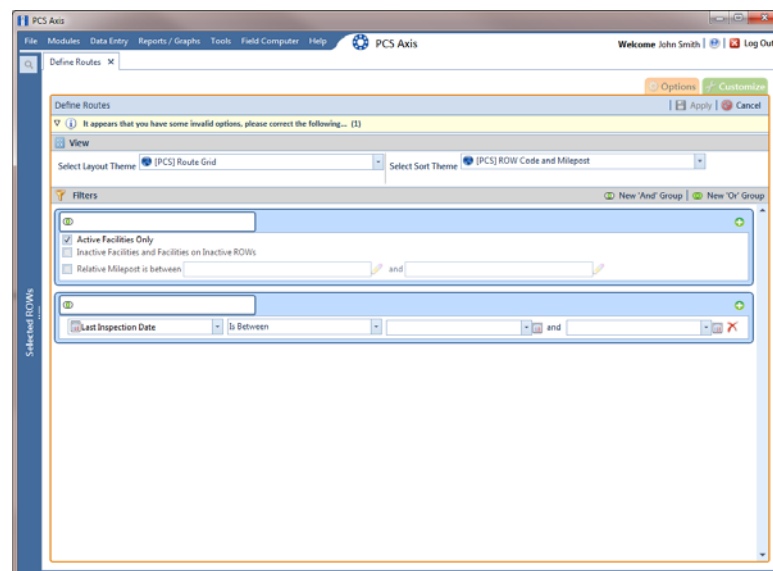 PCS Axis
File Modules Data Entry Reports / Graphs Tools Field Computer Help PCS Axis Welcome John Smith | | Log Out
Define Routes
Options Customize
Define Routes | Apply | Cancel
It appears that you have some invalid options, please correct the following... (1)
View
Select Layout Theme [PCS] Route Grid Select Sort Theme [PCS] ROW Code and Milepost
Filters New 'And' Group | New 'Or' Group
Active Facilities Only
Inactive Facilities and Facilities on Inactive ROWs
Relative Milepost is between and
Selected ROWs
Last Inspection Date Is Between and